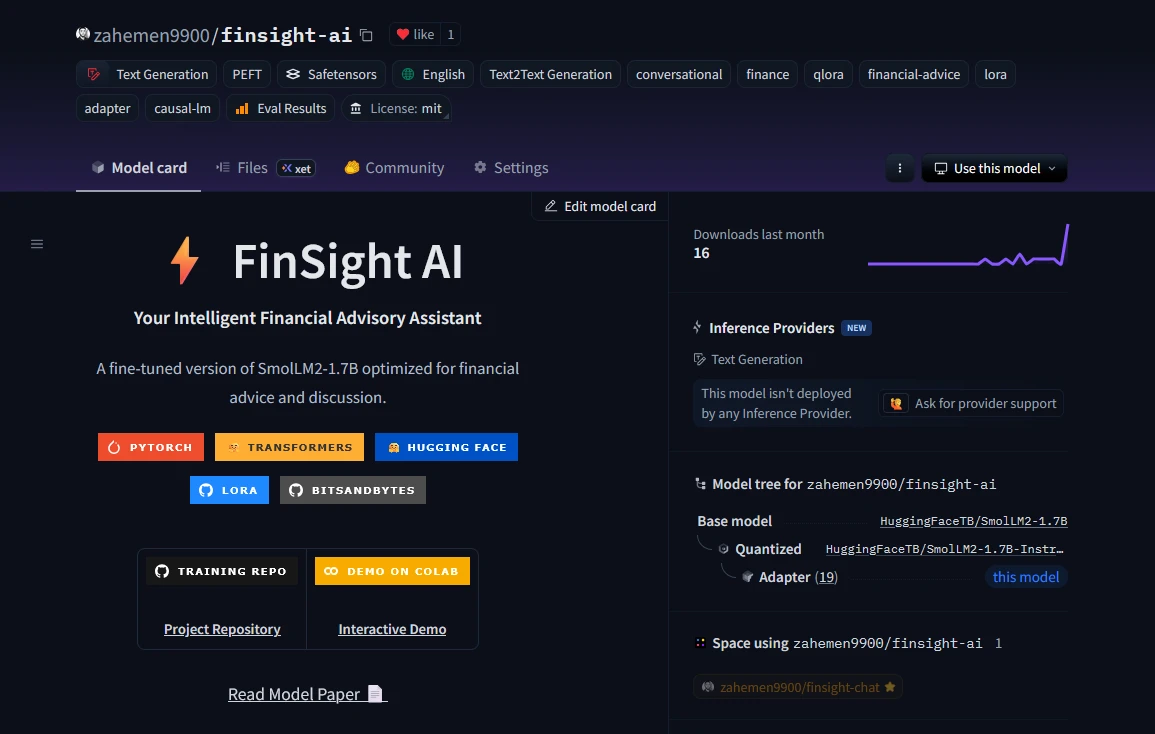 zahemen9900/finsight-ai like 1
Text Generation PEFT Safetensors English Text2Text Generation conversational finance qlora financial-advice lora
adapter causal-lm Eval Results License: mit
Model card Files xet Community Settings Use this model
Edit model card
FinSight AI
Your Intelligent Financial Advisory Assistant
A fine-tuned version of SmolLM2-1.7B optimized for financial
advice and discussion.
PYTORCH TRANSFORMERS HUGGING FACE
LORA BITSANDBYTES
TRAINING REPO DEMO ON COLAB
Project Repository Interactive Demo
Read Model Paper
Downloads last month
16
Inference Providers NEW
Text Generation
This model isn't deployed
by any Inference Provider.
Ask for provider support
Model tree for zahemen9900/finsight-ai
Base model HuggingFaceTB/SmolLM2-1.7B
Quantized HuggingFaceTB/SmolLM2-1.7B-Instr…
Adapter (19) this model
Space using zahemen9900/finsight-ai 1
zahemen9900/finsight-chat